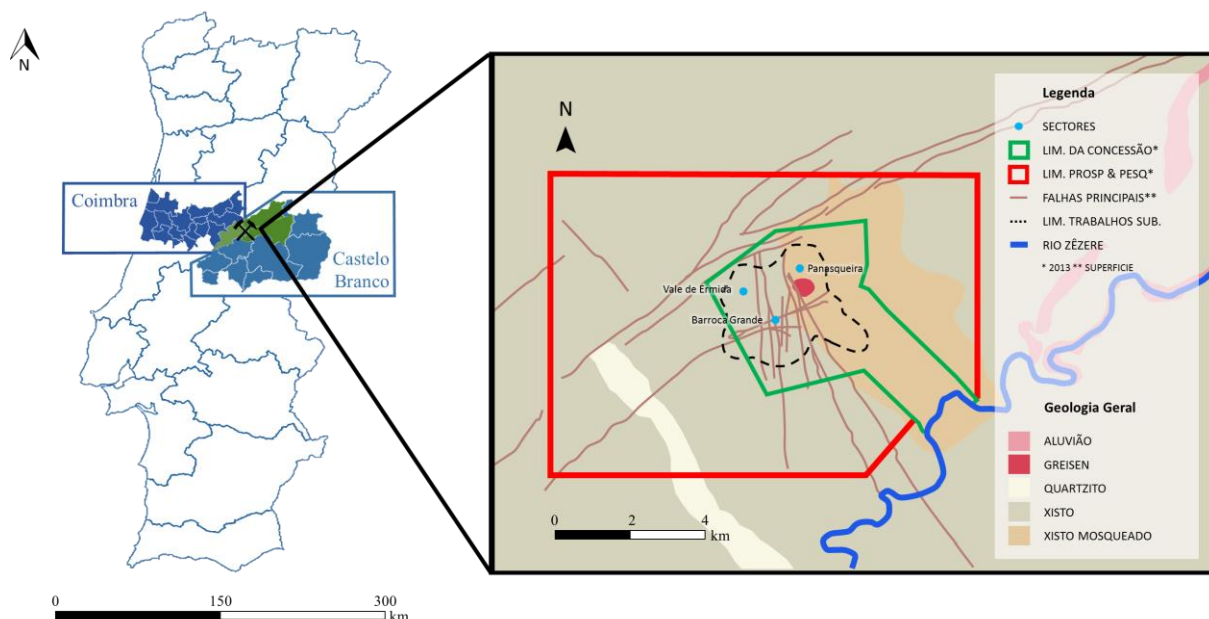 N
Coimbra
Castelo
Branco
0
150
300
km
N
Panasqueira
Vale de Ermida
Barroca Grande
0
2
4
km
Legenda
SECTORES
LIM. DA CONCESSÃO*
LIM. PROSP & PESQ*
FALHAS PRINCIPAIS**
LIM. TRABALHOS SUB.
RIO ZÊZERE
* 2013 ** SUPERFICIE
Geologia Geral
ALUVIÃO
GREISEN
QUARTZITO
XISTO
XISTO MOSQUEADO